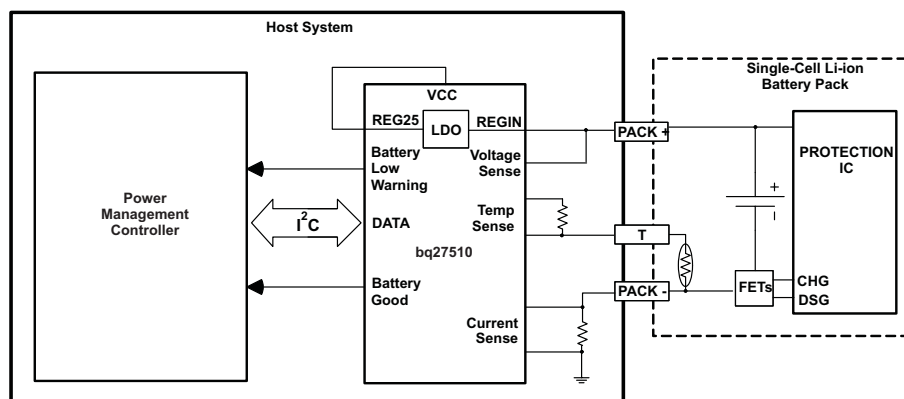 Host System
Single-Cell Li-ion
Battery Pack
VCC
REG25
LDO
REGIN
PACK +
PROTECTION
IC
Battery
Low
Warning
Voltage
Sense
+
−
Power
Management
Controller
I²C
DATA
Temp
Sense
T
bq27510
Battery
Good
PACK -
FETs
CHG
DSG
Current
Sense